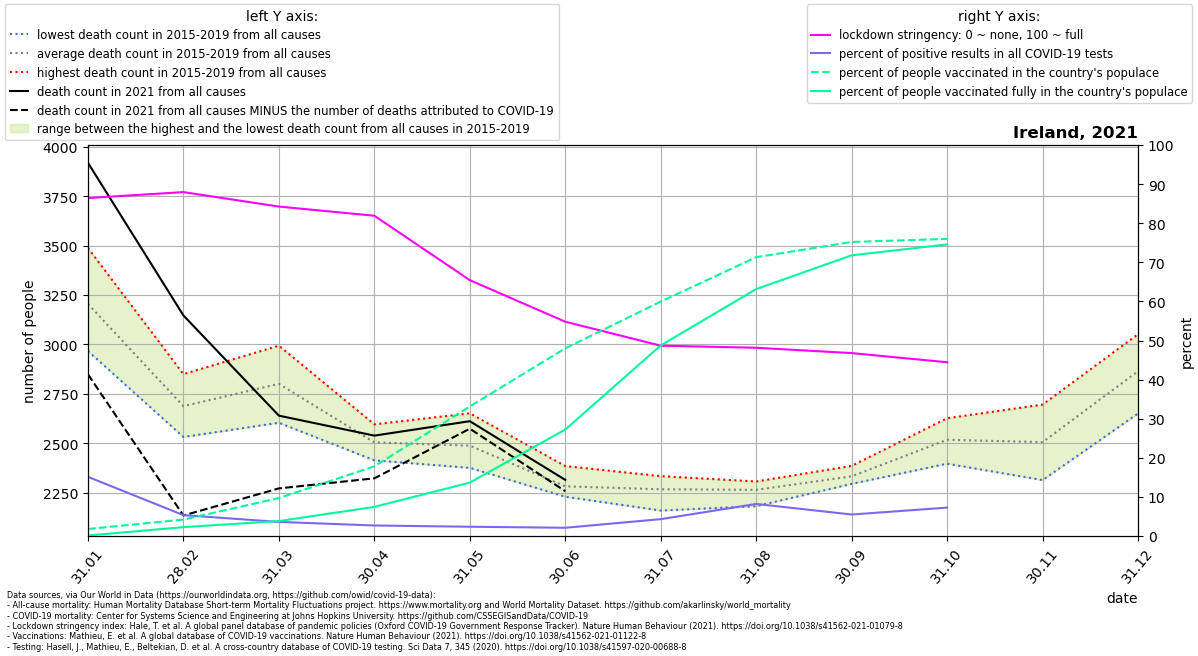 left Y axis:
lowest death count in 2015-2019 from all causes
average death count in 2015-2019 from all causes
highest death count in 2015-2019 from all causes
death count in 2021 from all causes
death count in 2021 from all causes MINUS the number of deaths attributed to COVID-19
range between the highest and the lowest death count from all causes in 2015-2019
right Y axis:
lockdown stringency: 0 ~ none, 100 ~ full
percent of positive results in all COVID-19 tests
percent of people vaccinated in the country's populace
percent of people vaccinated fully in the country's populace
Ireland, 2021
4000
3750
3500
3250
3000
2750
2500
2250
number of people
100
90
80
70
60
50
40
30
20
10
0
percent
31.01
28.02
31.03
30.04
31.05
30.06
31.07
31.08
30.09
31.10
30.11
31.12
date
Data sources, via Our World in Data (https://ourworldindata.org, https://github.com/owid/covid-19-data):
- All-cause mortality: Human Mortality Database Short-term Mortality Fluctuations project. https://www.mortality.org and World Mortality Dataset. https://github.com/akarlinsky/world_mortality
- COVID-19 mortality: Center for Systems Science and Engineering at Johns Hopkins University. https://github.com/CSSEGISandData/COVID-19
- Lockdown stringency index: Hale, T. et al. A global panel database of pandemic policies (Oxford COVID-19 Government Response Tracker). Nature Human Behaviour (2021). https://doi.org/10.1038/s41562-021-01079-8
- Vaccinations: Mathieu, E. et al. A global database of COVID-19 vaccinations. Nature Human Behaviour (2021). https://doi.org/10.1038/s41562-021-01122-8
- Testing: Hasell, J., Mathieu, E., Beltekian, D. et al. A cross-country database of COVID-19 testing. Sci Data 7, 345 (2020). https://doi.org/10.1038/s41597-020-00688-8